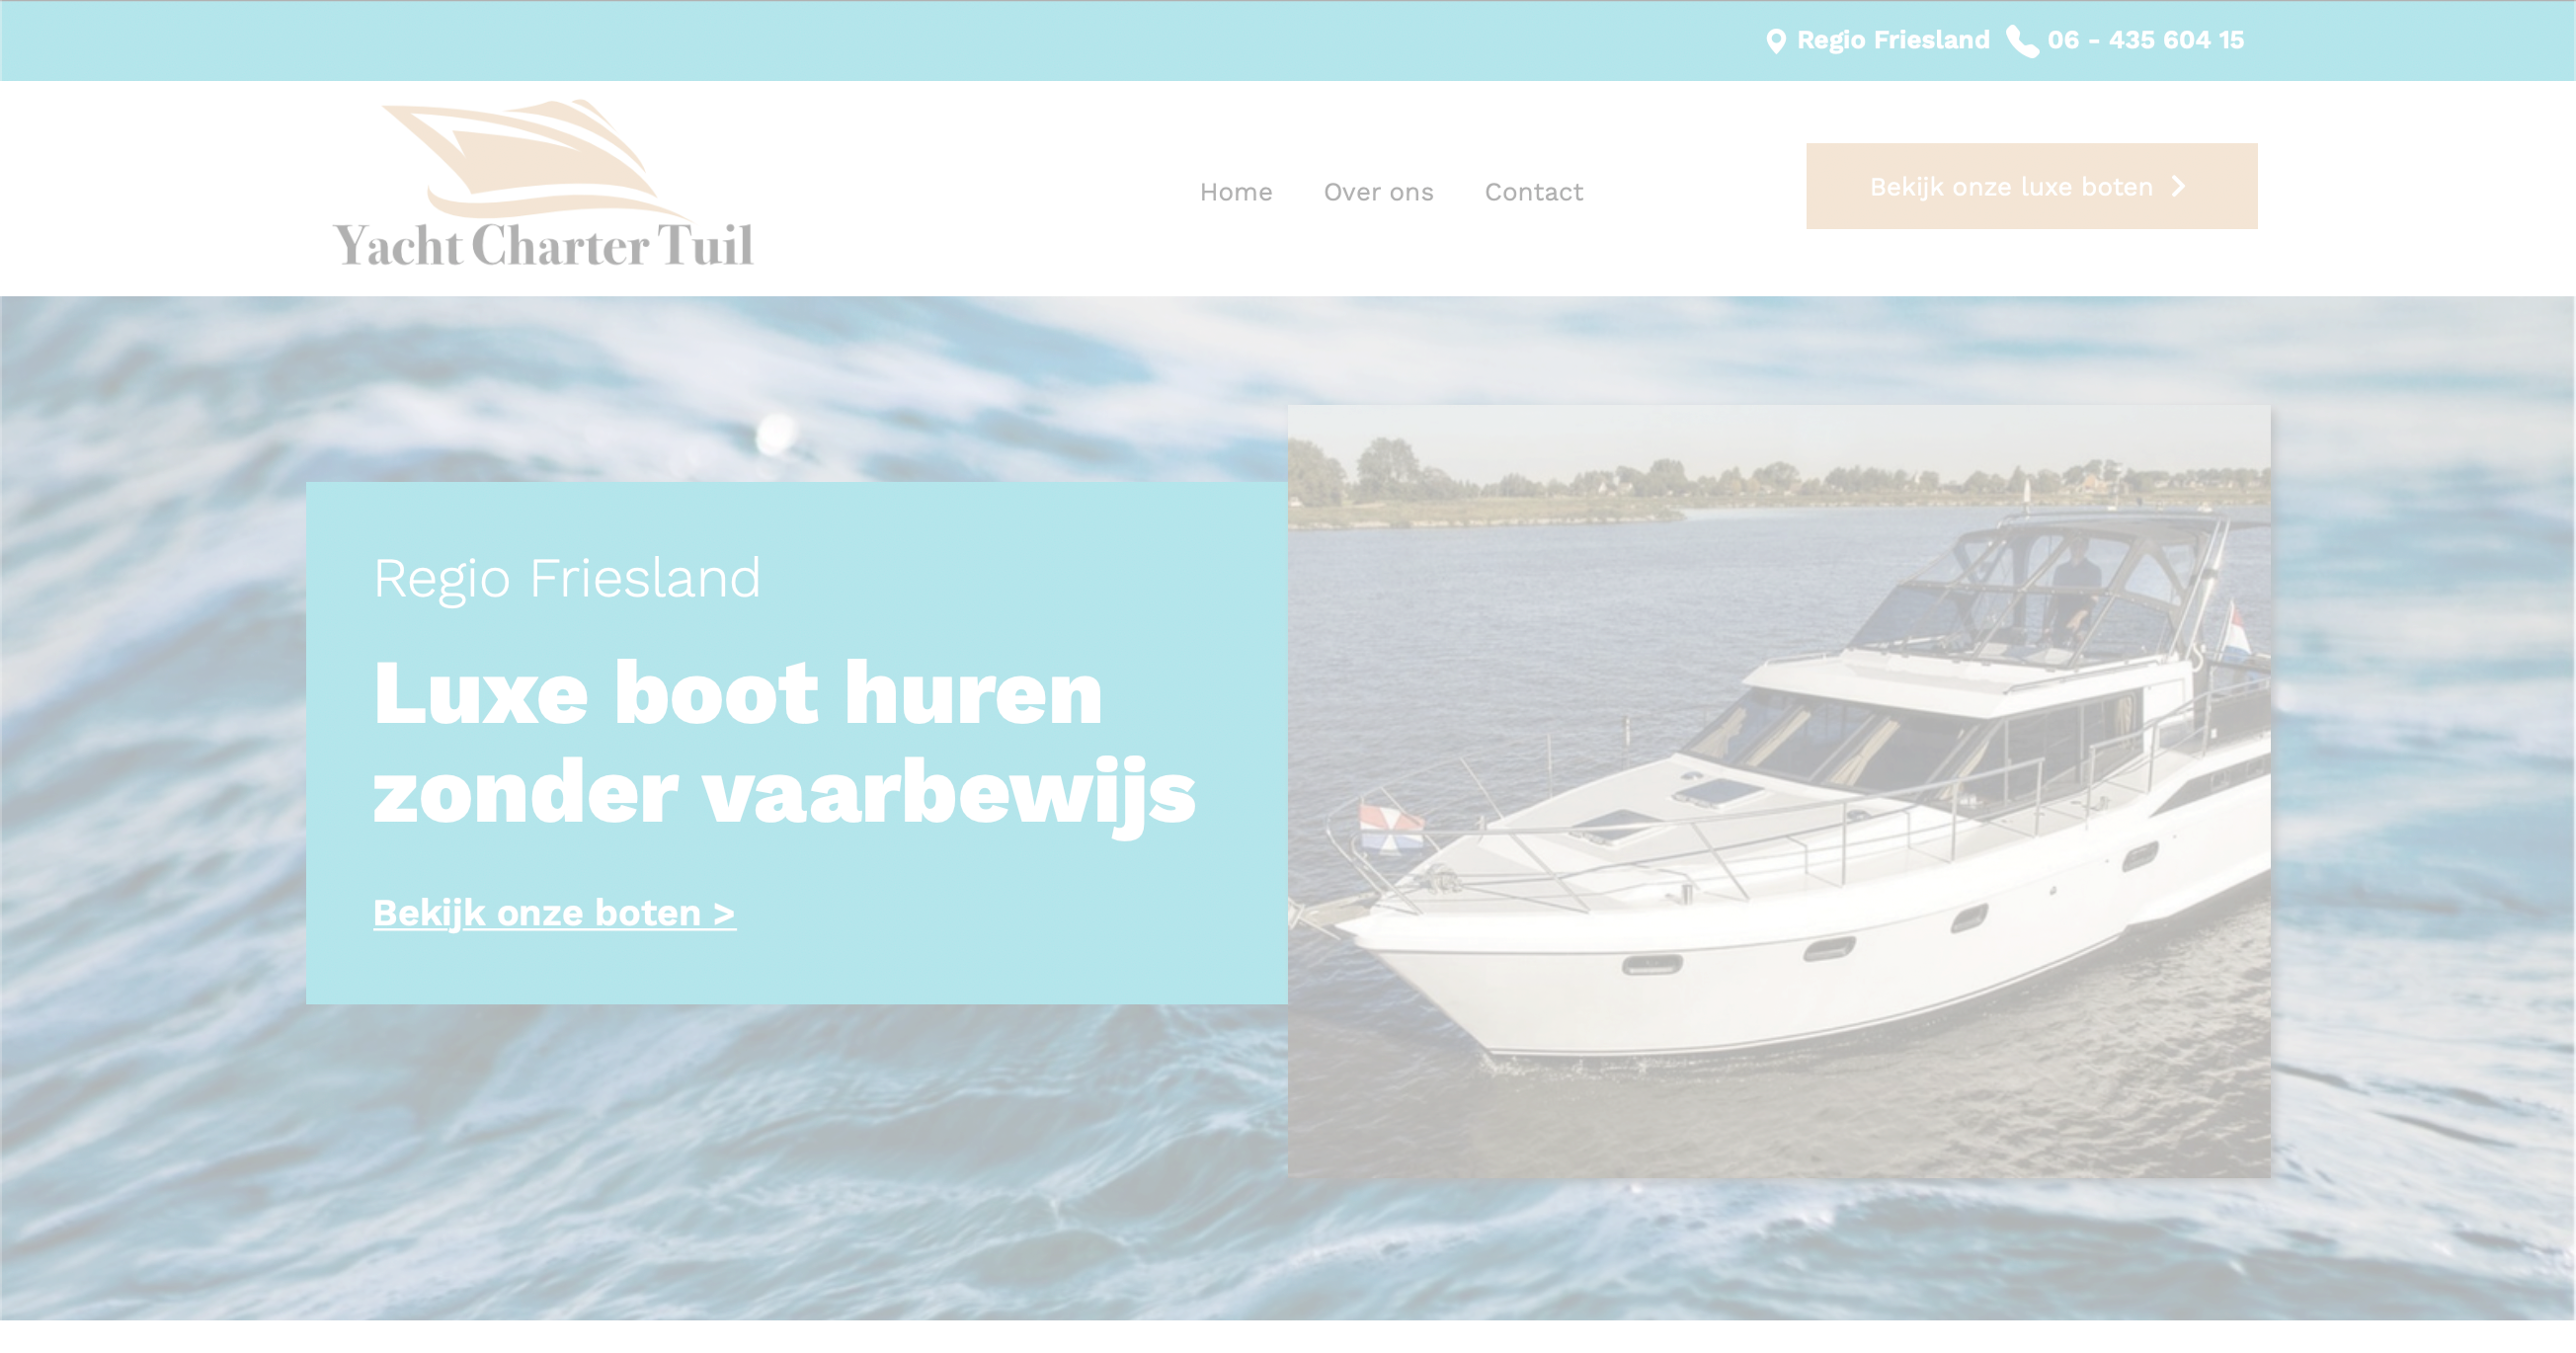 Regio Friesland 06 - 435 604 15
Yacht Charter Tuil
Home Over ons Contact
Bekijk onze luxe boten
Regio Friesland
Luxe boot huren
zonder vaarbewijs
Bekijk onze boten >